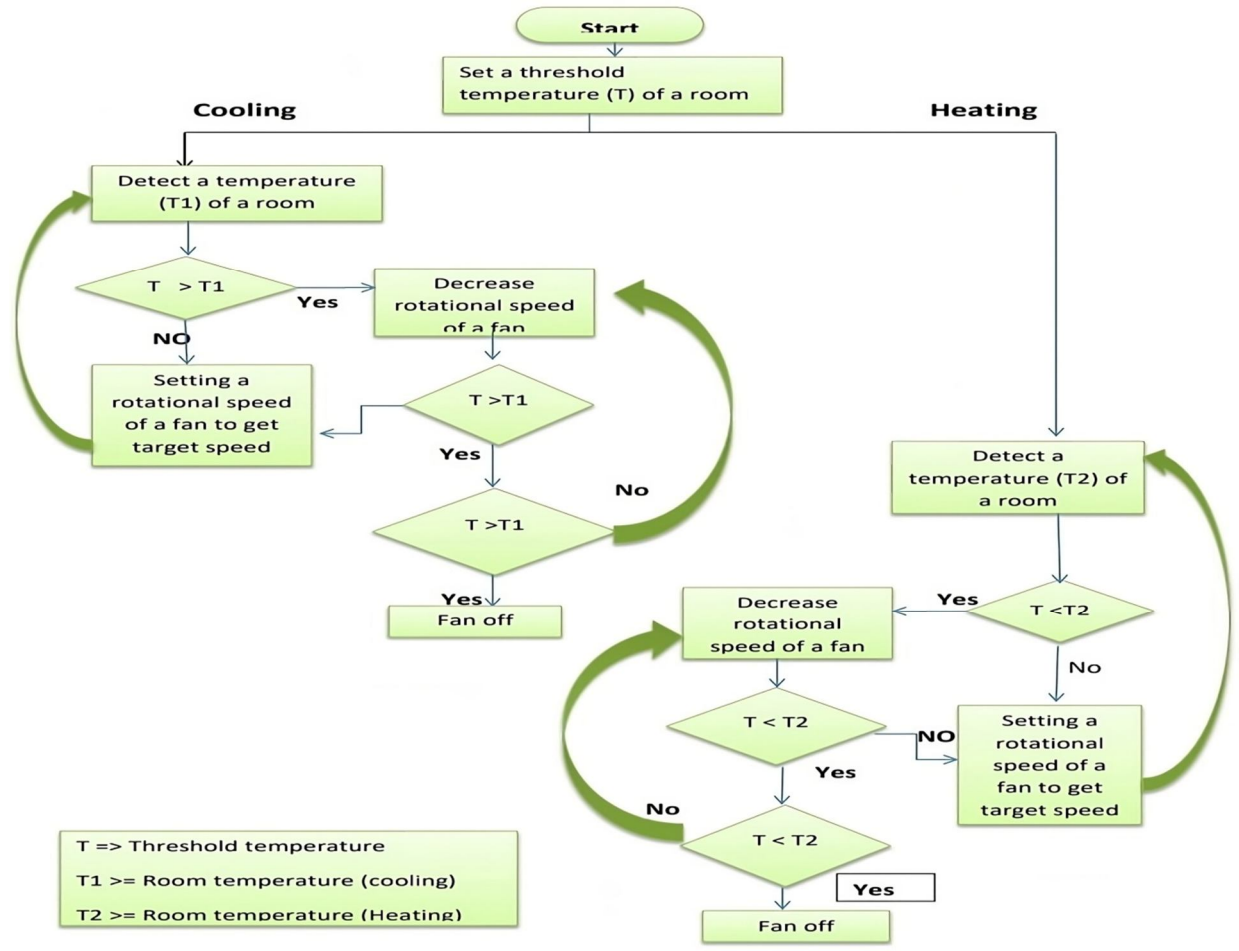 Start
Set a threshold
temperature (T) of a room
Cooling
Heating
Detect a temperature
(T1) of a room
T > T1
Yes
Decrease
rotational speed
of a fan
NO
Setting a
rotational speed
of a fan to get
target speed
T >T1
Yes
No
T >T1
Yes
Fan off
Detect a
temperature (T2) of
a room
T <T2
Yes
Decrease
rotational
speed of a fan
No
T < T2
NO
Setting a
rotational
speed of a
fan to get
target speed
Yes
No
T < T2
Yes
Fan off
T => Threshold temperature
T1 >= Room temperature (cooling)
T2 >= Room temperature (Heating)